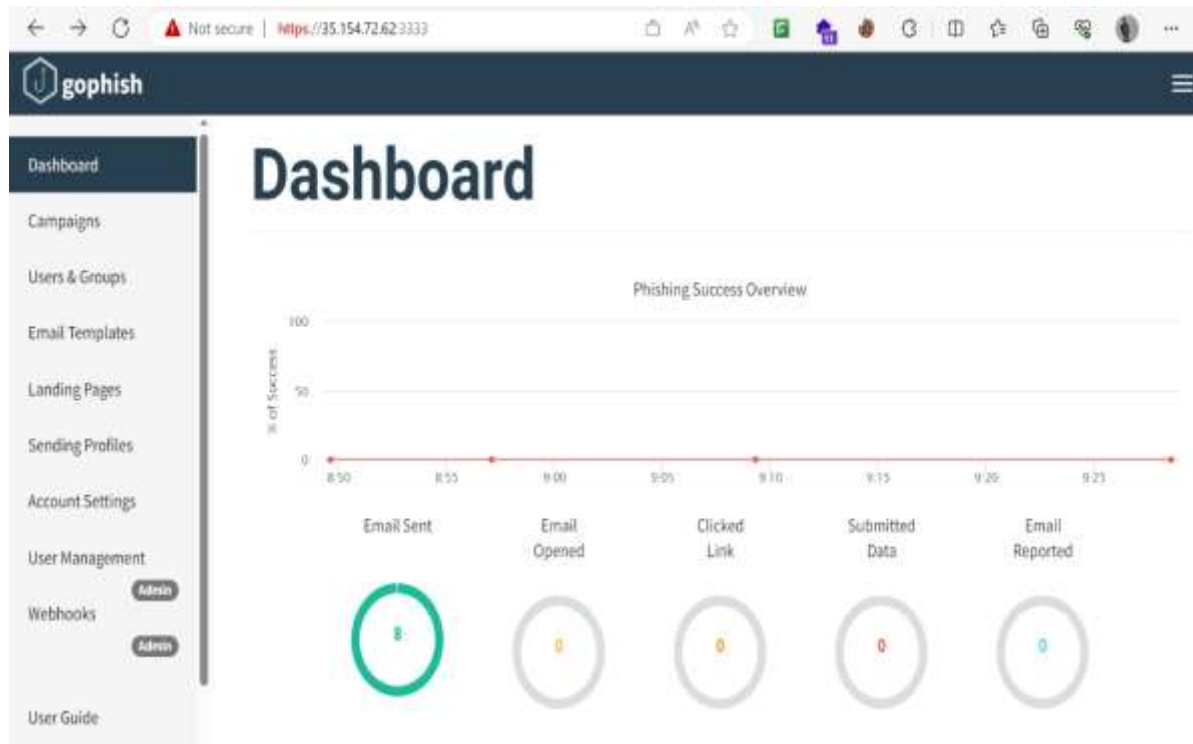 Not secure | https://35.154.72.62:3333
gophish
Dashboard
Campaigns
Users & Groups
Email Templates
Landing Pages
Sending Profiles
Account Settings
User Management
Admin
Webhooks
Admin
User Guide
Dashboard
Phishing Success Overview
% of Success
100
50
0
8:50 8:55 9:00 9:05 9:10 9:15 9:20 9:25
Email Sent
Email
Opened
Clicked
Link
Submitted
Data
Email
Reported
8 0 0 0 0